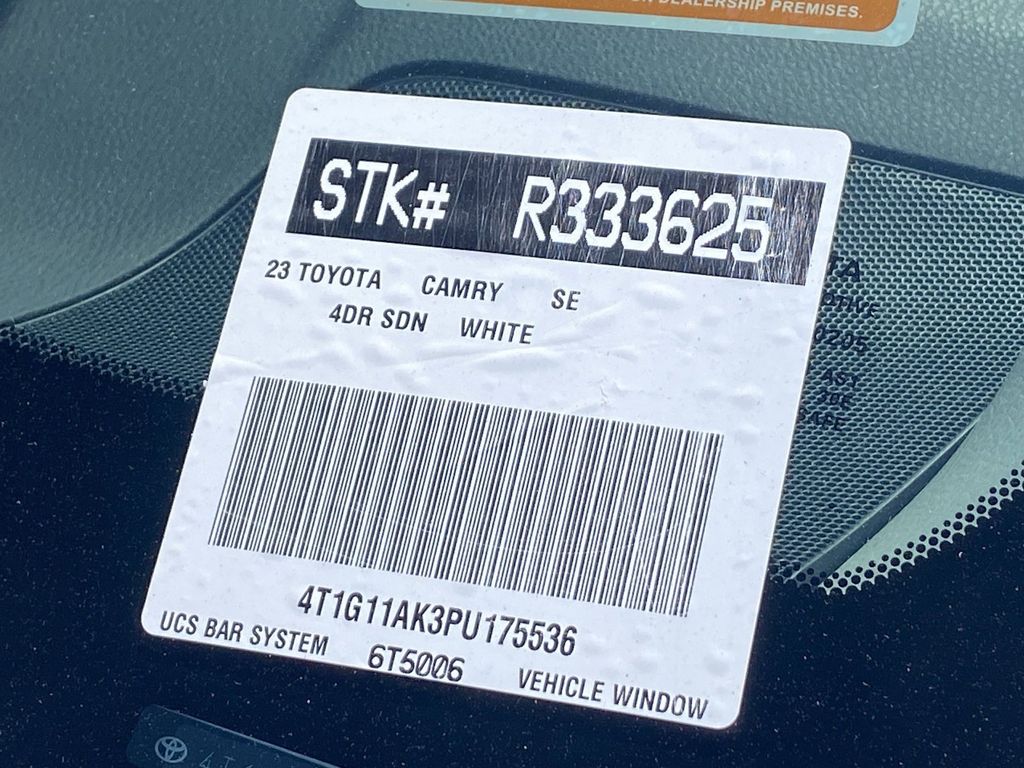 DEALERSHIP PREMISES.
STK# R333625
23 TOYOTA CAMRY SE
4DR SDN WHITE
4T1G11AK3PU175536
UCS BAR SYSTEM 6T5006 VEHICLE WINDOW